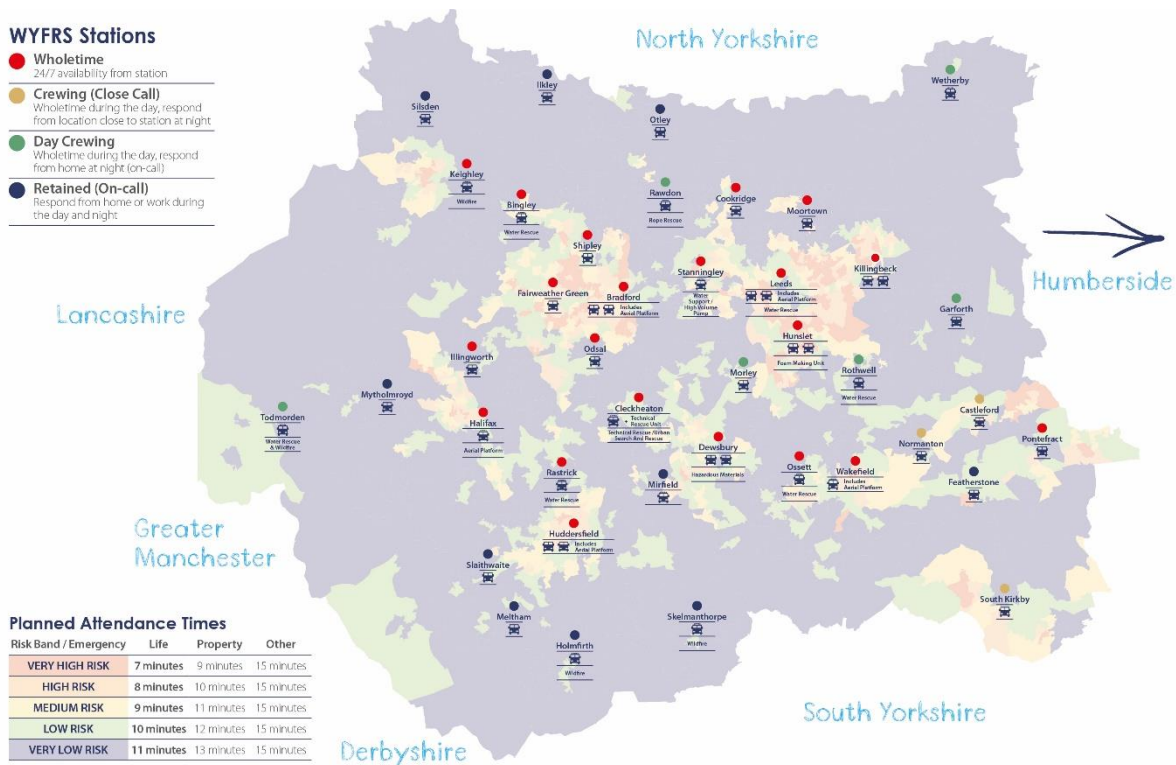 WYFRS Stations
Wholetime
24/7 availability from station
Crewing (Close Call)
Wholetime during the day, respond
from location close to station at night
Day Crewing
Wholetime during the day, respond
from home at night (on-call)
Retained (On-call)
Respond from home or work during
the day and night
North Yorkshire
Wetherby
Ilkley
Silsden
Otley
Keighley
Wildfire
Rawdon
Rope Rescue
Cookridge
Bingley
Water Rescue
Moortown
Shipley
Stanningley
Water
Support /
High Volume
Pump
Killingbeck
Leeds
Includes
Aerial Platform
Water Rescue
Humberside
Fairweather Green
Bradford
Includes
Aerial Platform
Lancashire
Garforth
Hunslet
Foam Making Unit
Odsal
Illingworth
Morley
Rothwell
Water Rescue
Mytholmroyd
Todmorden
Water Rescue
& Wildfire
Cleckheaton
+ Technical
Rescue Unit
Technical Rescue /Urban
Search And Rescue
Castleford
Halifax
Aerial Platform
Pontefract
Normanton
Dewsbury
Hazardous Materials
Ossett
Water Rescue
Wakefield
Includes
Aerial Platform
Rastrick
Water Rescue
Mirfield
Featherstone
Greater
Manchester
Huddersfield
Includes
Aerial Platform
Slaithwaite
South Kirkby
Meltham
Skelmanthorpe
Wildfire
Holmfirth
Wildfire
South Yorkshire
Derbyshire
Planned Attendance Times
Risk Band / Emergency Life Property Other
VERY HIGH RISK 7 minutes 9 minutes 15 minutes
HIGH RISK 8 minutes 10 minutes 15 minutes
MEDIUM RISK 9 minutes 11 minutes 15 minutes
LOW RISK 10 minutes 12 minutes 15 minutes
VERY LOW RISK 11 minutes 13 minutes 15 minutes